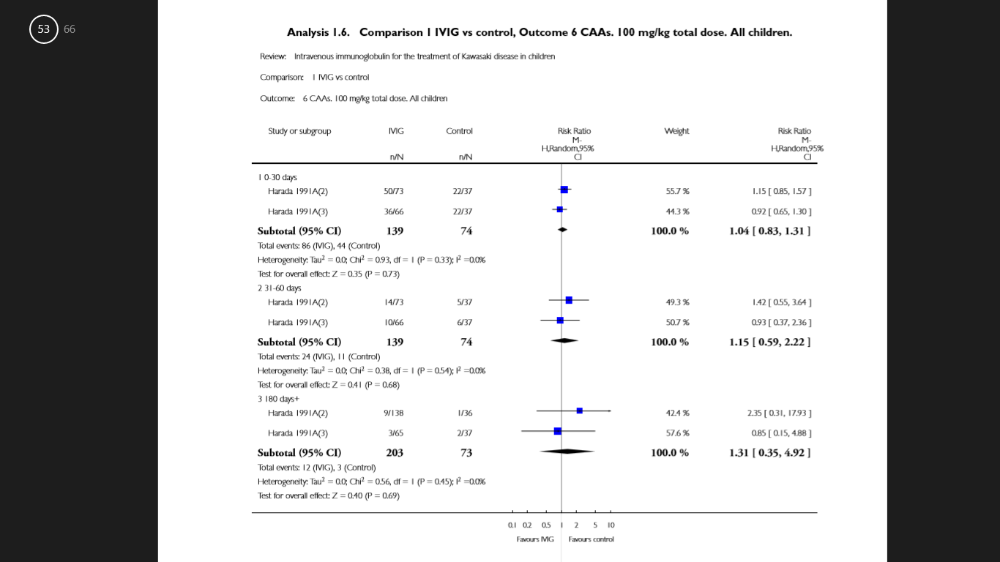 53 66
Analysis 1.6. Comparison 1 IVIG vs control, Outcome 6 CAAs. 100 mg/kg total dose. All children.
Review: Intravenous immunoglobulin for the treatment of Kawasaki disease in children
Comparison: 1 IVIG vs control
Outcome: 6 CAAs. 100 mg/kg total dose. All children
Study or subgroup IVIG Control Risk Ratio Weight Risk Ratio
M- M-
H,Random,95% H,Random,95%
n/N n/N CI CI
1 0-30 days
Harada 1991A(2) 50/73 22/37 55.7 % 1.15 [ 0.85, 1.57 ]
Harada 1991A(3) 36/66 22/37 44.3 % 0.92 [ 0.65, 1.30 ]
Subtotal (95% CI) 139 74 100.0 % 1.04 [ 0.83, 1.31 ]
Total events: 86 (IVIG), 44 (Control)
Heterogeneity: Tau² = 0.0; Chi² = 0.93, df = 1 (P = 0.33); I² =0.0%
Test for overall effect: Z = 0.35 (P = 0.73)
2 31-60 days
Harada 1991A(2) 14/73 5/37 49.3 % 1.42 [ 0.55, 3.64 ]
Harada 1991A(3) 10/66 6/37 50.7 % 0.93 [ 0.37, 2.36 ]
Subtotal (95% CI) 139 74 100.0 % 1.15 [ 0.59, 2.22 ]
Total events: 24 (IVIG), 11 (Control)
Heterogeneity: Tau² = 0.0; Chi² = 0.38, df = 1 (P = 0.54); I² =0.0%
Test for overall effect: Z = 0.41 (P = 0.68)
3 180 days+
Harada 1991A(2) 9/138 1/36 42.4 % 2.35 [ 0.31, 17.93 ]
Harada 1991A(3) 3/65 2/37 57.6 % 0.85 [ 0.15, 4.88 ]
Subtotal (95% CI) 203 73 100.0 % 1.31 [ 0.35, 4.92 ]
Total events: 12 (IVIG), 3 (Control)
Heterogeneity: Tau² = 0.0; Chi² = 0.56, df = 1 (P = 0.45); I² =0.0%
Test for overall effect: Z = 0.40 (P = 0.69)
0.1 0.2 0.5 1 2 5 10
Favours IVIG Favours control